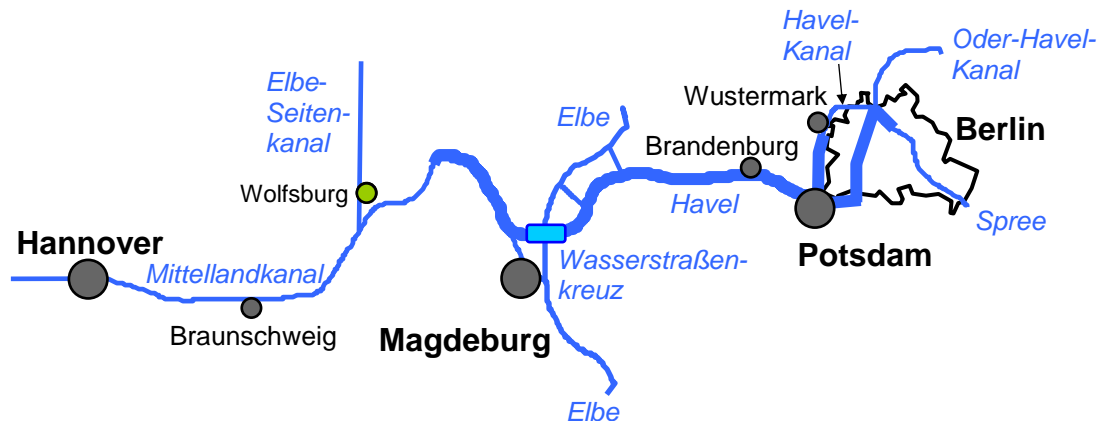 Havel-
Kanal
Oder-Havel-
Kanal
Elbe-
Seiten-
kanal
Wustermark
Elbe
Berlin
Brandenburg
Wolfsburg
Havel
Spree
Hannover
Potsdam
Mittellandkanal
Wasserstraßen-
kreuz
Braunschweig
Magdeburg
Elbe